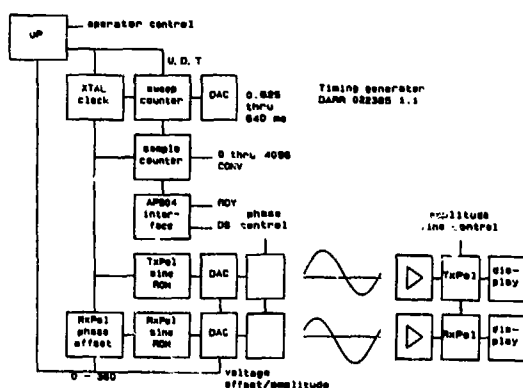 uP
operator control
U, D, T
XTAL
clock
sweep
counter
DAC
0.625
thru
640 ms
Timing generator
DARR 022385 1.1
sample
counter
0 thru 4096
CONV
AP504
inter-
face
RDY
DS
phase
control
amplitude
sine control
TxPol
sine
ROM
DAC
TxPol
dis-
play
RxPol
phase
offset
RxPol
sine
ROM
DAC
RxPol
dis-
play
0 - 360
voltage
offset/amplitude